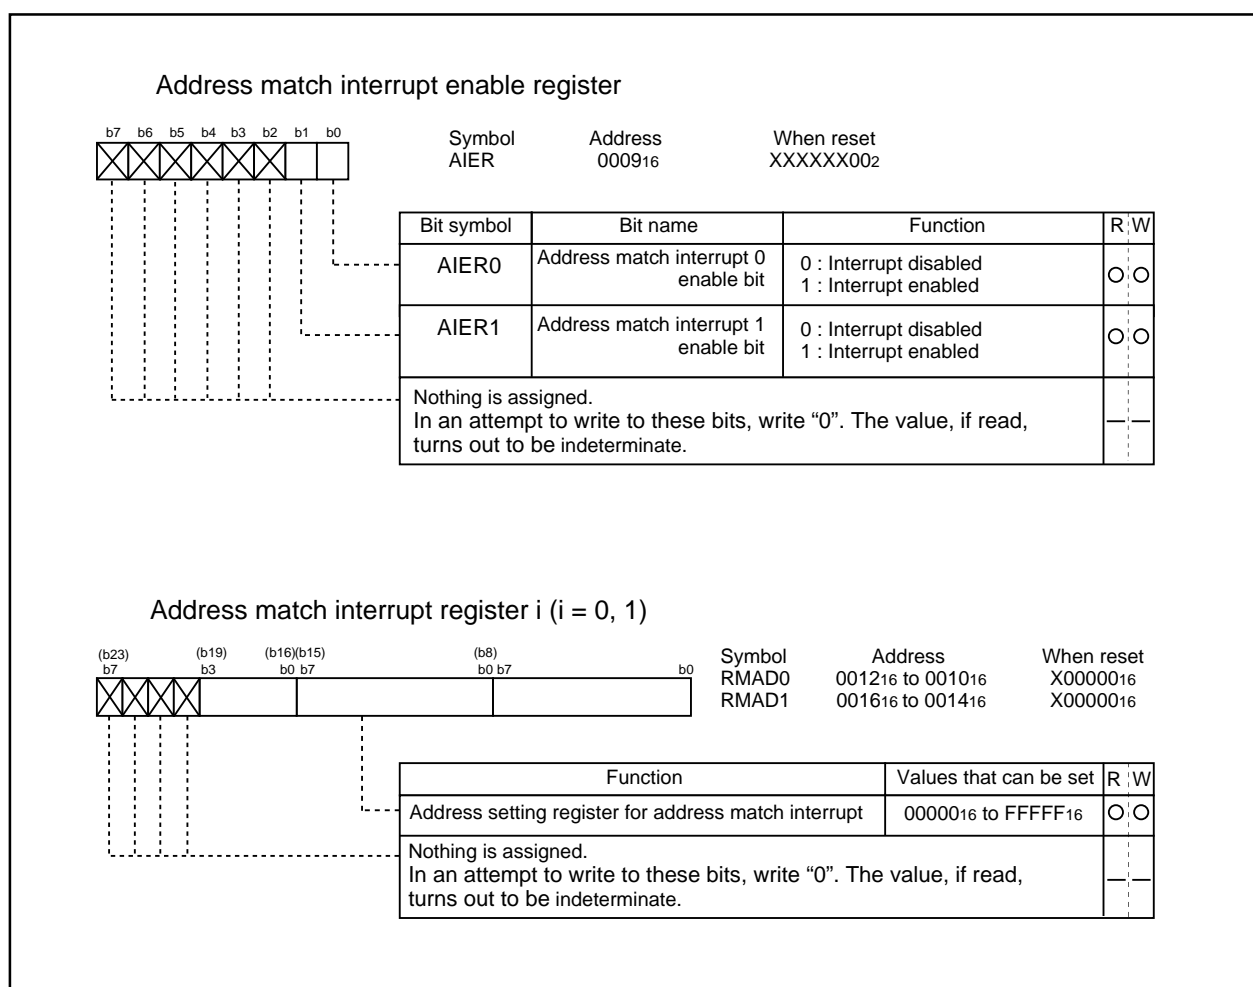 Address match interrupt enable register
b7 b6 b5 b4 b3 b2 b1 b0
Symbol Address When reset
AIER 000916 XXXXXX002
Bit symbol Bit name Function R W
AIER0 Address match interrupt 0 enable bit
0 : Interrupt disabled
1 : Interrupt enabled
AIER1 Address match interrupt 1 enable bit
0 : Interrupt disabled
1 : Interrupt enabled
Nothing is assigned.
In an attempt to write to these bits, write “0”. The value, if read,
turns out to be indeterminate.
Address match interrupt register i (i = 0, 1)
(b23) (b19) (b16)(b15) (b8)
b7 b3 b0 b7 b0 b7 b0
Symbol Address When reset
RMAD0 001216 to 001016 X0000016
RMAD1 001616 to 001416 X0000016
Function Values that can be set R W
Address setting register for address match interrupt 0000016 to FFFFF16
Nothing is assigned.
In an attempt to write to these bits, write “0”. The value, if read,
turns out to be indeterminate.